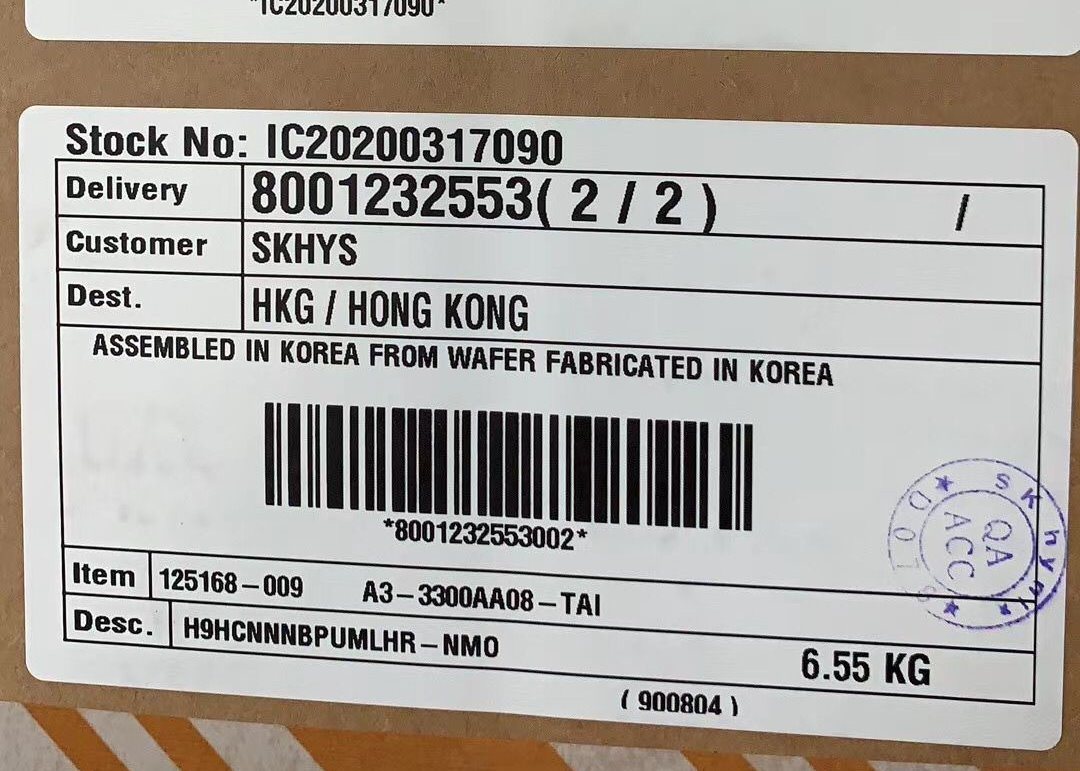 *IC20200317090*
Stock No: IC20200317090
Delivery 8001232553( 2 / 2 ) /
Customer SKHYS
Dest. HKG / HONG KONG
ASSEMBLED IN KOREA FROM WAFER FABRICATED IN KOREA
*8001232553002*
sk hynix
QA
ACC
Item 125168-009 A3-3300AA08-TAI
Desc. H9HCNNNBPUMLHR-NMO
6.55 KG
( 900804 )